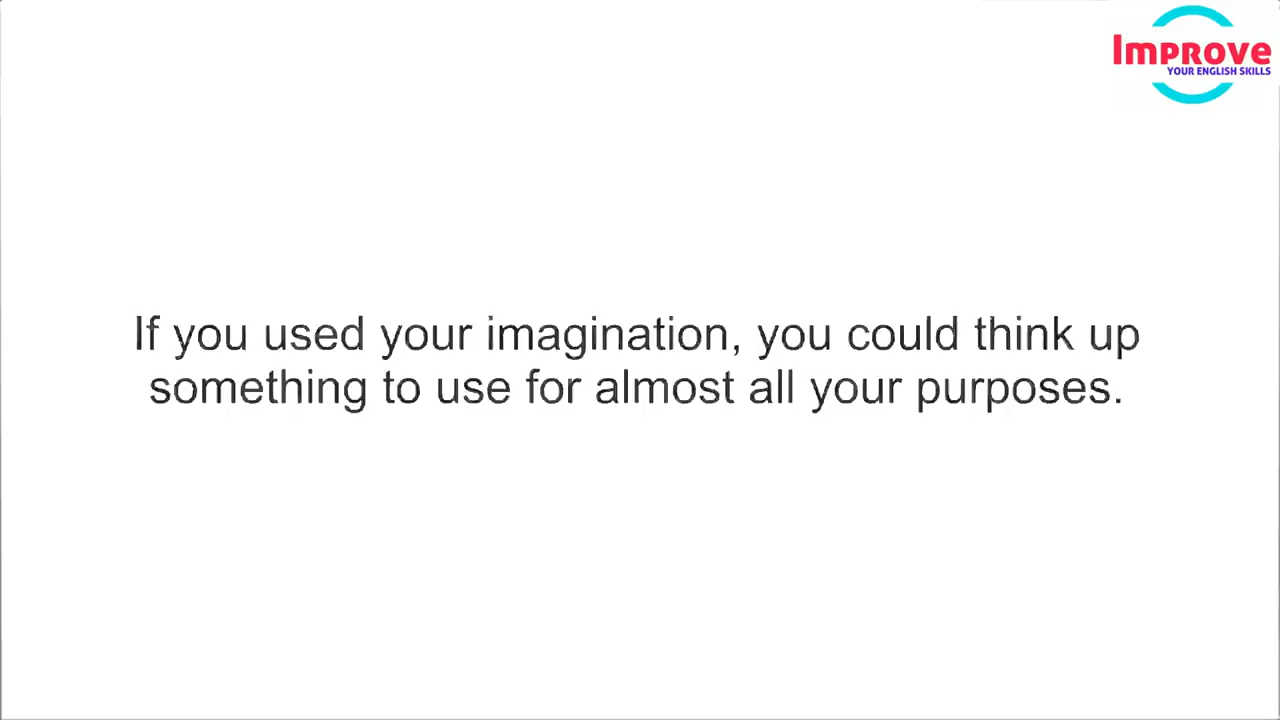 Improve
YOUR ENGLISH SKILLS
If you used your imagination, you could think up
something to use for almost all your purposes.